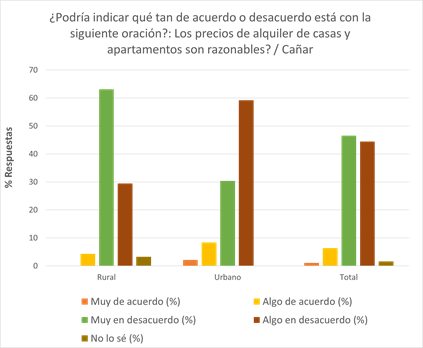 ¿Podría indicar qué tan de acuerdo o desacuerdo está con la
siguiente oración?: Los precios de alquiler de casas y
apartamentos son razonables? / Cañar
70
60
50
40
30
20
10
0
% Respuestas
Rural Urbano Total
Muy de acuerdo (%) Algo de acuerdo (%)
Muy en desacuerdo (%) Algo en desacuerdo (%)
No lo sé (%)